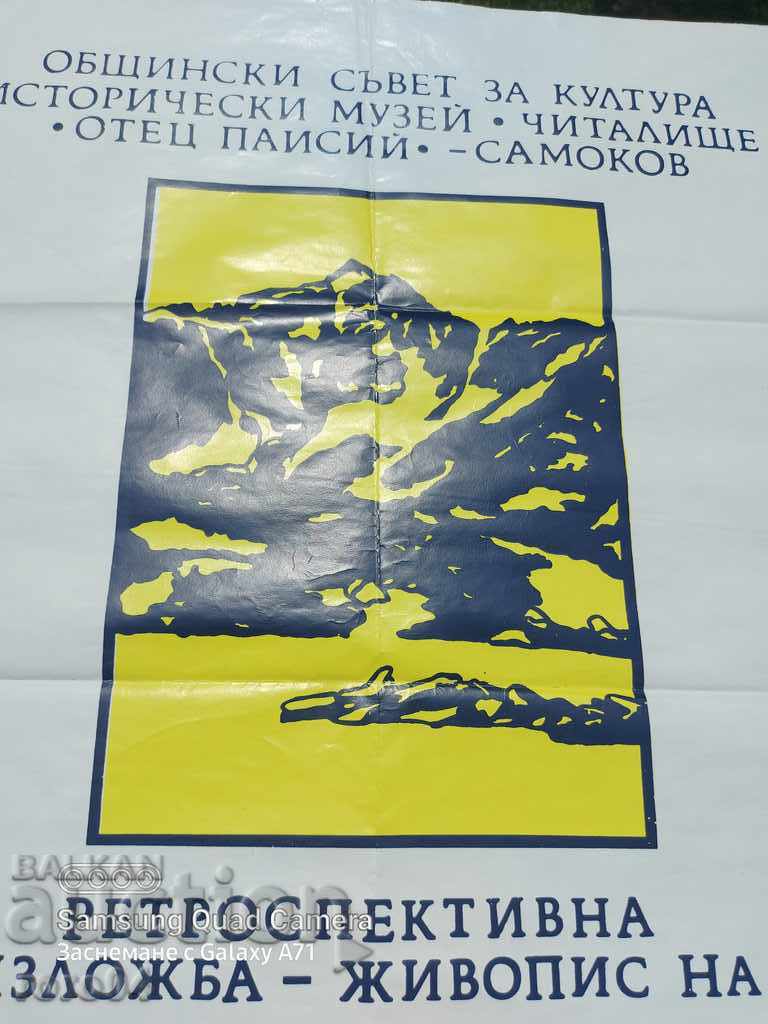 ОБЩИНСКИ СЪВЕТ ЗА КУЛТУРА
ИСТОРИЧЕСКИ МУЗЕЙ • ЧИТАЛИЩЕ
•ОТЕЦ ПАИСИЙ• -САМОКОВ
BALKAN
auction
Samsung Quad Camera
Заснемане с Galaxy A71
РЕТРОСПЕКТИВНА
ИЗЛОЖБА – ЖИВОПИС НА